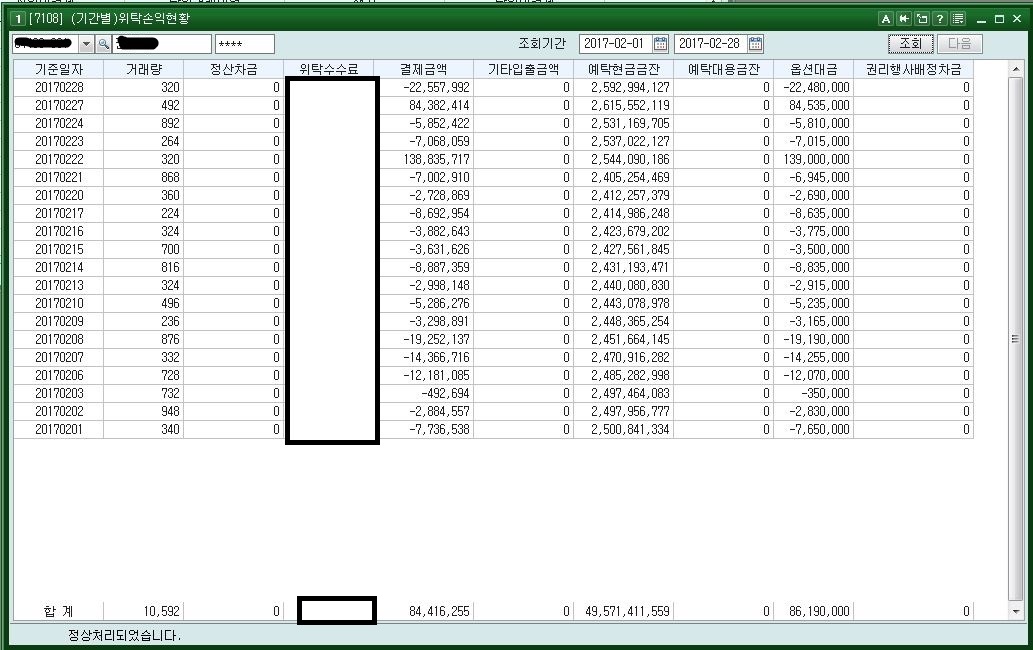 1 [7108] (기간별)위탁손익현황 A ?
**** 조회기간 2017-02-01 2017-02-28 조회 다음
기준일자 거래량 정산차금 위탁수수료 결제금액 기타입출금액 예탁현금금잔 예탁대용금잔 옵션대금 권리행사배정차금
20170228 320 0 -22,557,992 0 2,592,994,127 0 -22,480,000 0
20170227 492 0 84,382,414 0 2,615,552,119 0 84,535,000 0
20170224 892 0 -5,852,422 0 2,531,169,705 0 -5,810,000 0
20170223 264 0 -7,068,059 0 2,537,022,127 0 -7,015,000 0
20170222 320 0 138,835,717 0 2,544,090,186 0 139,000,000 0
20170221 868 0 -7,002,910 0 2,405,254,469 0 -6,945,000 0
20170220 360 0 -2,728,869 0 2,412,257,379 0 -2,690,000 0
20170217 224 0 -8,692,954 0 2,414,986,248 0 -8,635,000 0
20170216 324 0 -3,882,643 0 2,423,679,202 0 -3,775,000 0
20170215 700 0 -3,631,626 0 2,427,561,845 0 -3,500,000 0
20170214 816 0 -8,887,359 0 2,431,193,471 0 -8,835,000 0
20170213 324 0 -2,998,148 0 2,440,080,830 0 -2,915,000 0
20170210 496 0 -5,286,276 0 2,443,078,978 0 -5,235,000 0
20170209 236 0 -3,298,891 0 2,448,365,254 0 -3,165,000 0
20170208 876 0 -19,252,137 0 2,451,664,145 0 -19,190,000 0
20170207 332 0 -14,366,716 0 2,470,916,282 0 -14,255,000 0
20170206 728 0 -12,181,085 0 2,485,282,998 0 -12,070,000 0
20170203 732 0 -492,694 0 2,497,464,083 0 -350,000 0
20170202 948 0 -2,884,557 0 2,497,956,777 0 -2,830,000 0
20170201 340 0 -7,736,538 0 2,500,841,334 0 -7,650,000 0
합 계 10,592 0 84,416,255 0 49,571,411,559 0 86,190,000 0
정상처리되었습니다.